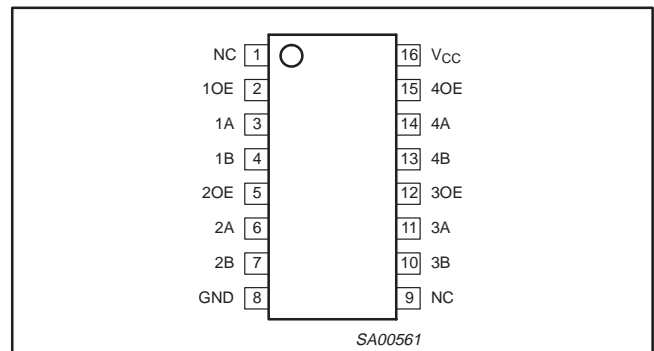 NC 1 16 VCC
1OE 2 15 4OE
1A 3 14 4A
1B 4 13 4B
2OE 5 12 3OE
2A 6 11 3A
2B 7 10 3B
GND 8 9 NC
SA00561